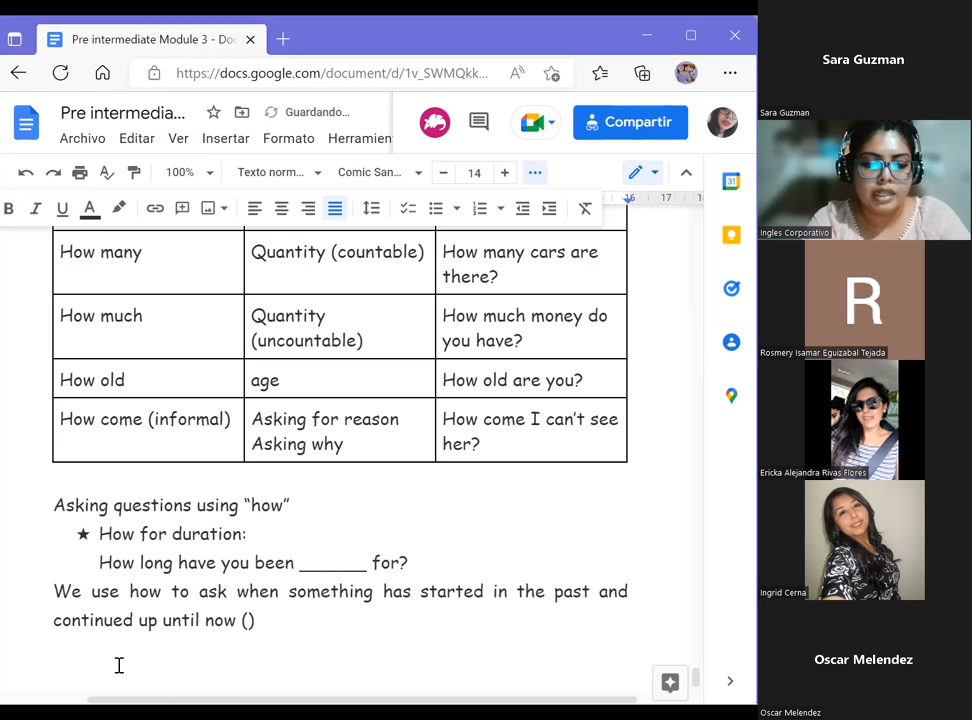 Pre intermediate Module 3 - Doc
https://docs.google.com/document/d/1v_SWMQkk...
Pre intermedia...
Guardando...
Archivo
Editar
Ver
Insertar
Formato
Herramien
Compartir
100%
Texto norm...
Comic San...
14
16
17
How many
Quantity (countable)
How many cars are
there?
How much
Quantity
(uncountable)
How much money do
you have?
How old
age
How old are you?
How come (informal)
Asking for reason
Asking why
How come I can't see
her?
Asking questions using "how"
★ How for duration:
How long have you been _______ for?
We use how to ask when something has started in the past and
continued up until now ()
Sara Guzman
Sara Guzman
Ingles Corporativo
R
Rosmery Isamar Eguizabal Tejada
Ericka Alejandra Rivas Flores
Ingrid Cerna
Oscar Melendez
Oscar Melendez